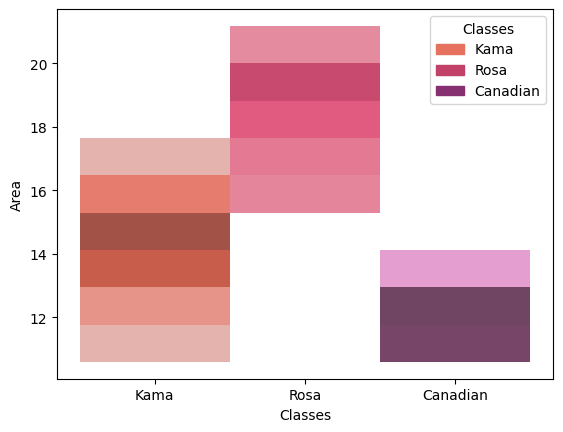 Classes
Kama
Rosa
Canadian
Area
20
18
16
14
12
Kama Rosa Canadian
Classes